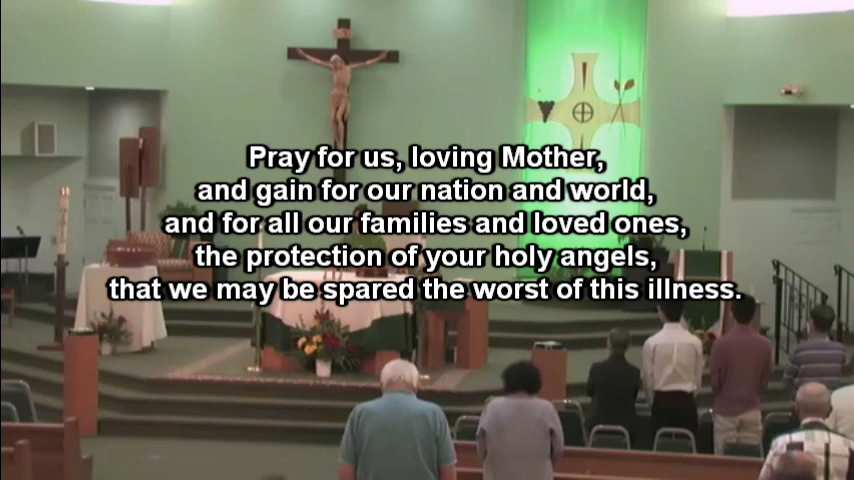 Pray for us, loving Mother,
and gain for our nation and world,
and for all our families and loved ones,
the protection of your holy angels,
that we may be spared the worst of this illness.